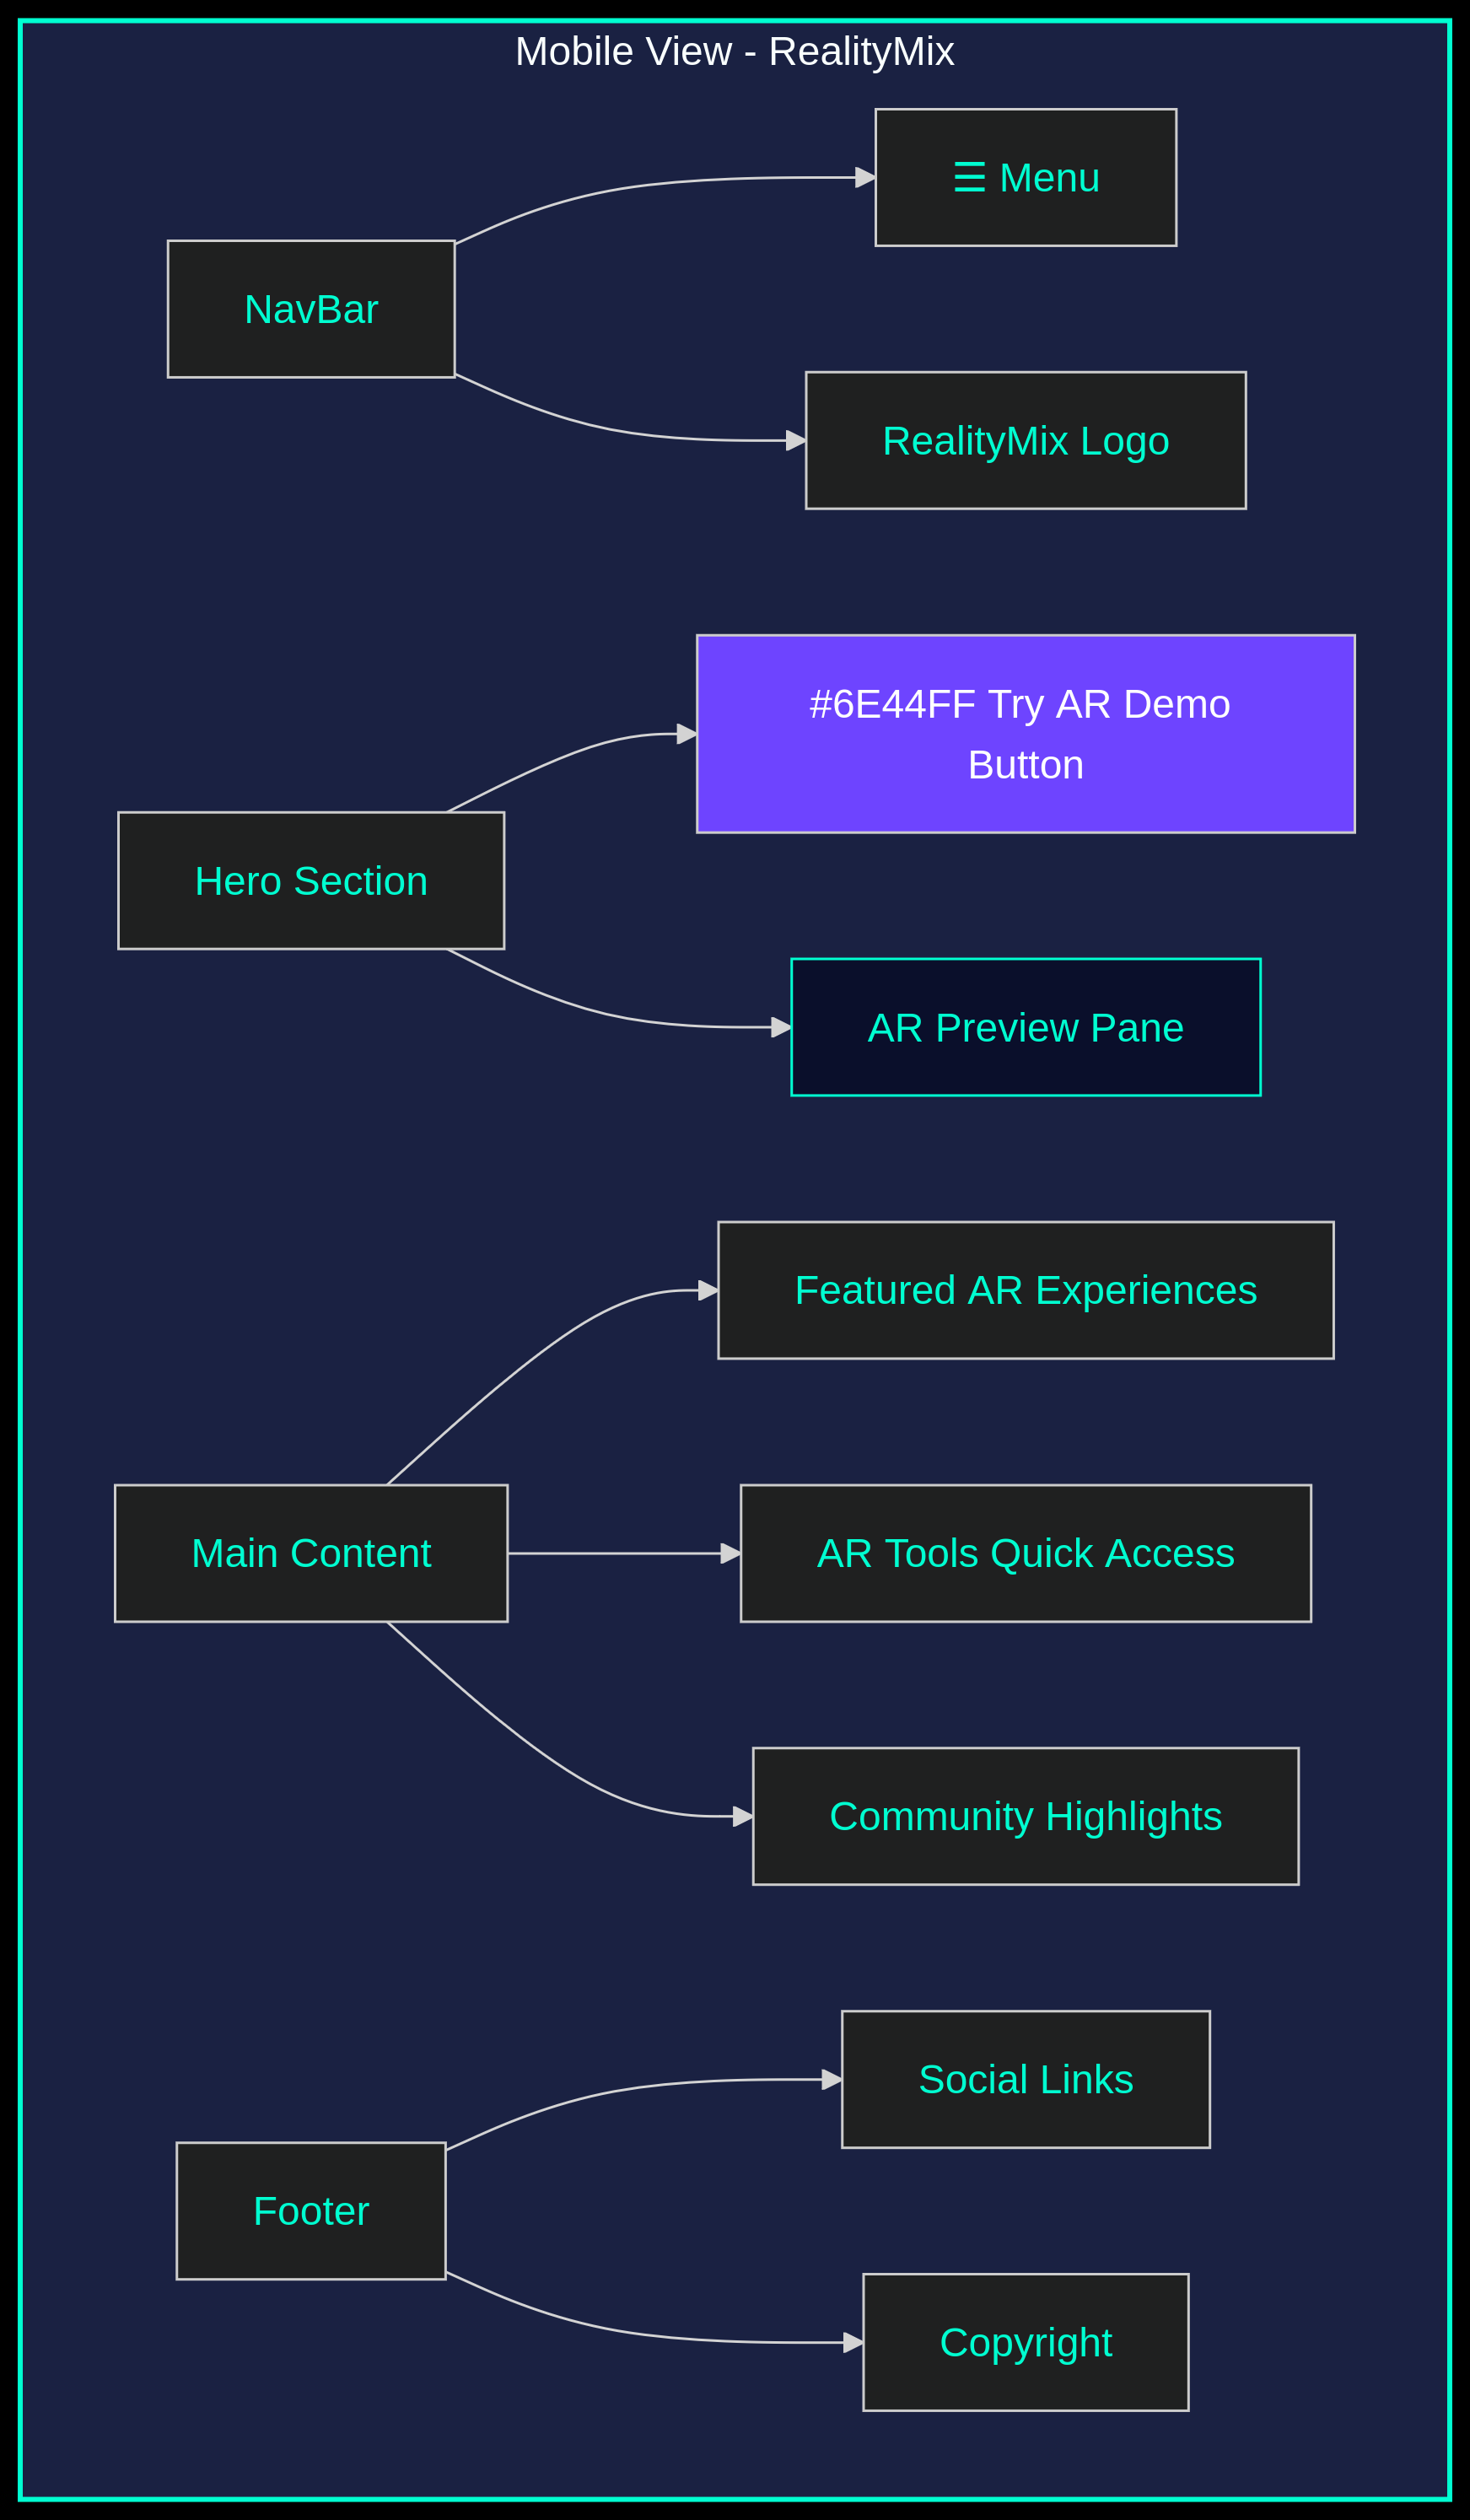 Mobile View - RealityMix
☰ Menu
NavBar
RealityMix Logo
#6E44FF Try AR Demo
Button
Hero Section
AR Preview Pane
Featured AR Experiences
Main Content
AR Tools Quick Access
Community Highlights
Social Links
Footer
Copyright